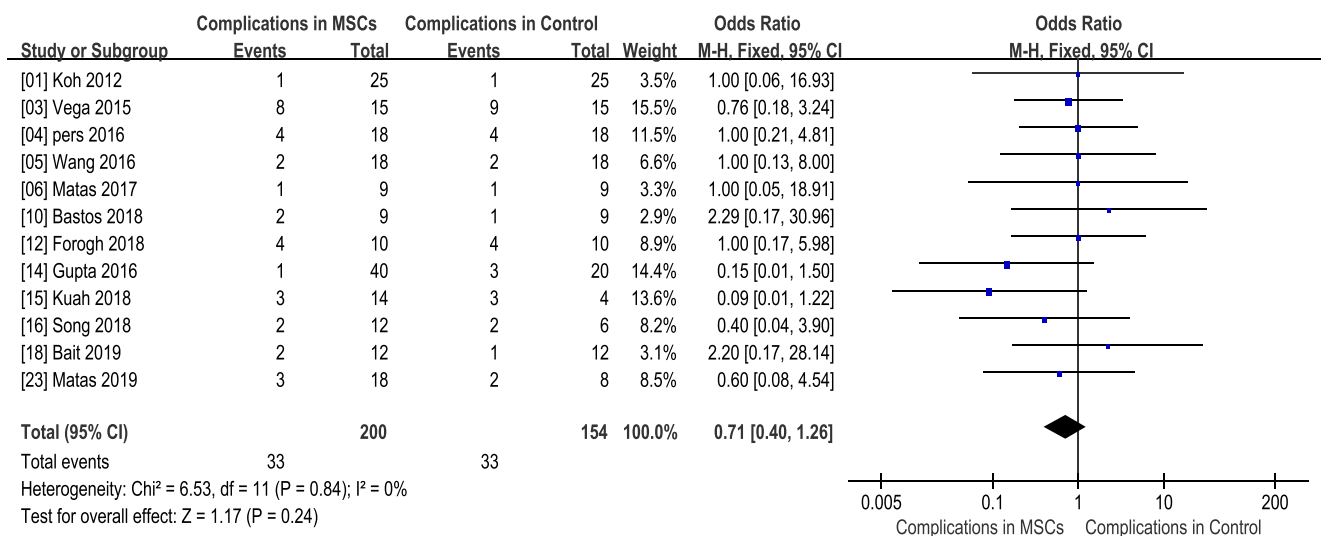 Complications in MSCs Complications in Control Odds Ratio Odds Ratio
Study or Subgroup Events Total Events Total Weight M-H, Fixed, 95% CI M-H, Fixed, 95% CI
[01] Koh 2012 1 25 1 25 3.5% 1.00 [0.06, 16.93]
[03] Vega 2015 8 15 9 15 15.5% 0.76 [0.18, 3.24]
[04] pers 2016 4 18 4 18 11.5% 1.00 [0.21, 4.81]
[05] Wang 2016 2 18 2 18 6.6% 1.00 [0.13, 8.00]
[06] Matas 2017 1 9 1 9 3.3% 1.00 [0.05, 18.91]
[10] Bastos 2018 2 9 1 9 2.9% 2.29 [0.17, 30.96]
[12] Forogh 2018 4 10 4 10 8.9% 1.00 [0.17, 5.98]
[14] Gupta 2016 1 40 3 20 14.4% 0.15 [0.01, 1.50]
[15] Kuah 2018 3 14 3 4 13.6% 0.09 [0.01, 1.22]
[16] Song 2018 2 12 2 6 8.2% 0.40 [0.04, 3.90]
[18] Bait 2019 2 12 1 12 3.1% 2.20 [0.17, 28.14]
[23] Matas 2019 3 18 2 8 8.5% 0.60 [0.08, 4.54]
Total (95% CI) 200 154 100.0% 0.71 [0.40, 1.26]
Total events 33 33
Heterogeneity: Chi² = 6.53, df = 11 (P = 0.84); I² = 0%
Test for overall effect: Z = 1.17 (P = 0.24)
0.005 0.1 1 10 200
Complications in MSCs Complications in Control